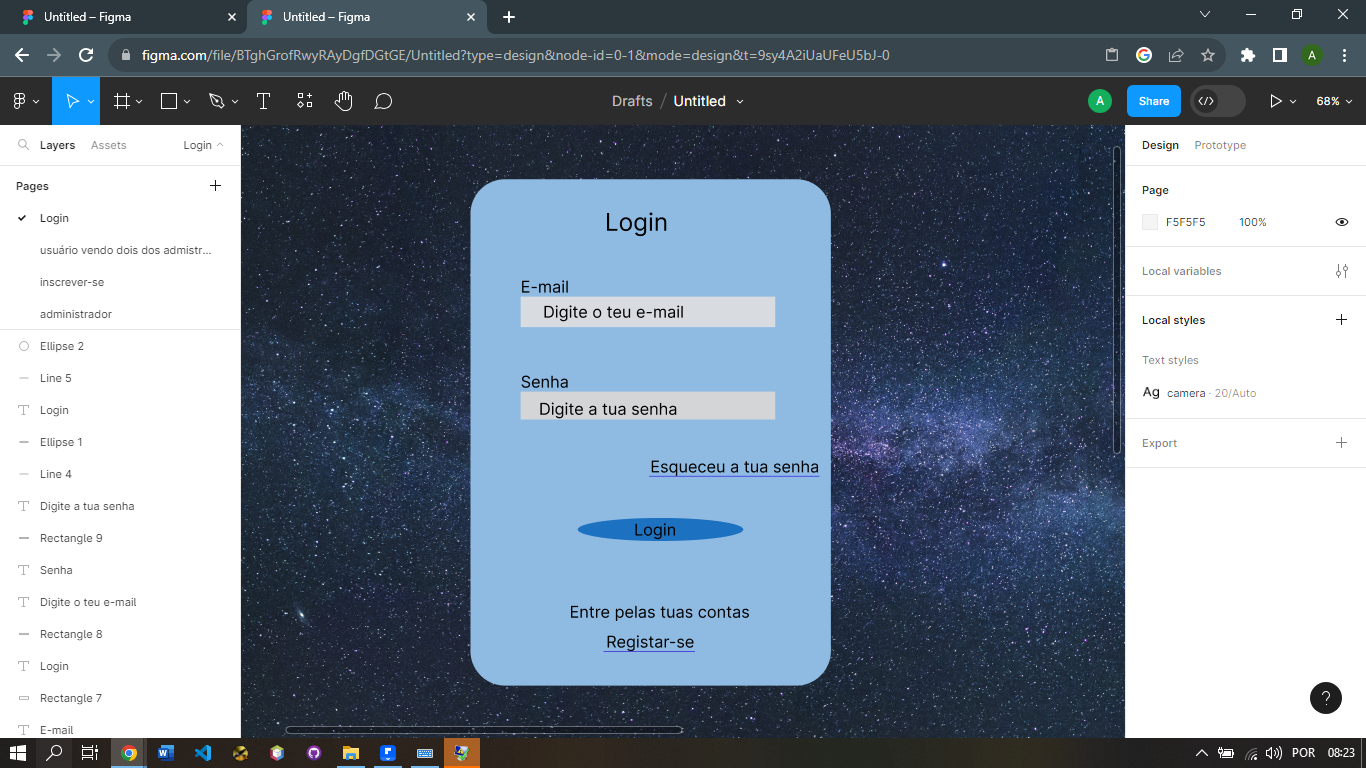 Untitled – Figma
Untitled – Figma
figma.com/file/BTghGrofRwyRAyDgfDGtGE/Untitled?type=design&node-id=0-1&mode=design&t=9sy4A2iUaUFeU5bJ-0
A
Drafts / Untitled
A
Share
68%
Layers
Assets
Login
Pages
Login
usuário vendo dois dos admistr...
inscrever-se
administrador
Ellipse 2
Line 5
Login
Ellipse 1
Line 4
Digite a tua senha
Rectangle 9
Senha
Digite o teu e-mail
Rectangle 8
Login
Rectangle 7
E-mail
Login
E-mail
Digite o teu e-mail
Senha
Digite a tua senha
Esqueceu a tua senha
Login
Entre pelas tuas contas
Registar-se
Design
Prototype
Page
F5F5F5
100%
Local variables
Local styles
Text styles
Ag camera · 20/Auto
Export
?
POR
08:23